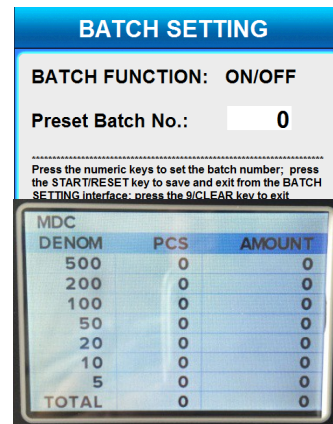 BATCH SETTING
BATCH FUNCTION: ON/OFF
Preset Batch No.: 0
************************************************************
Press the numeric keys to set the batch number; press
the START/RESET key to save and exit from the BATCH
SETTING interface; press the 9/CLEAR key to exit
MDC
DENOM PCS AMOUNT
500 0 0
200 0 0
100 0 0
50 0 0
20 0 0
10 0 0
5 0 0
TOTAL 0 0